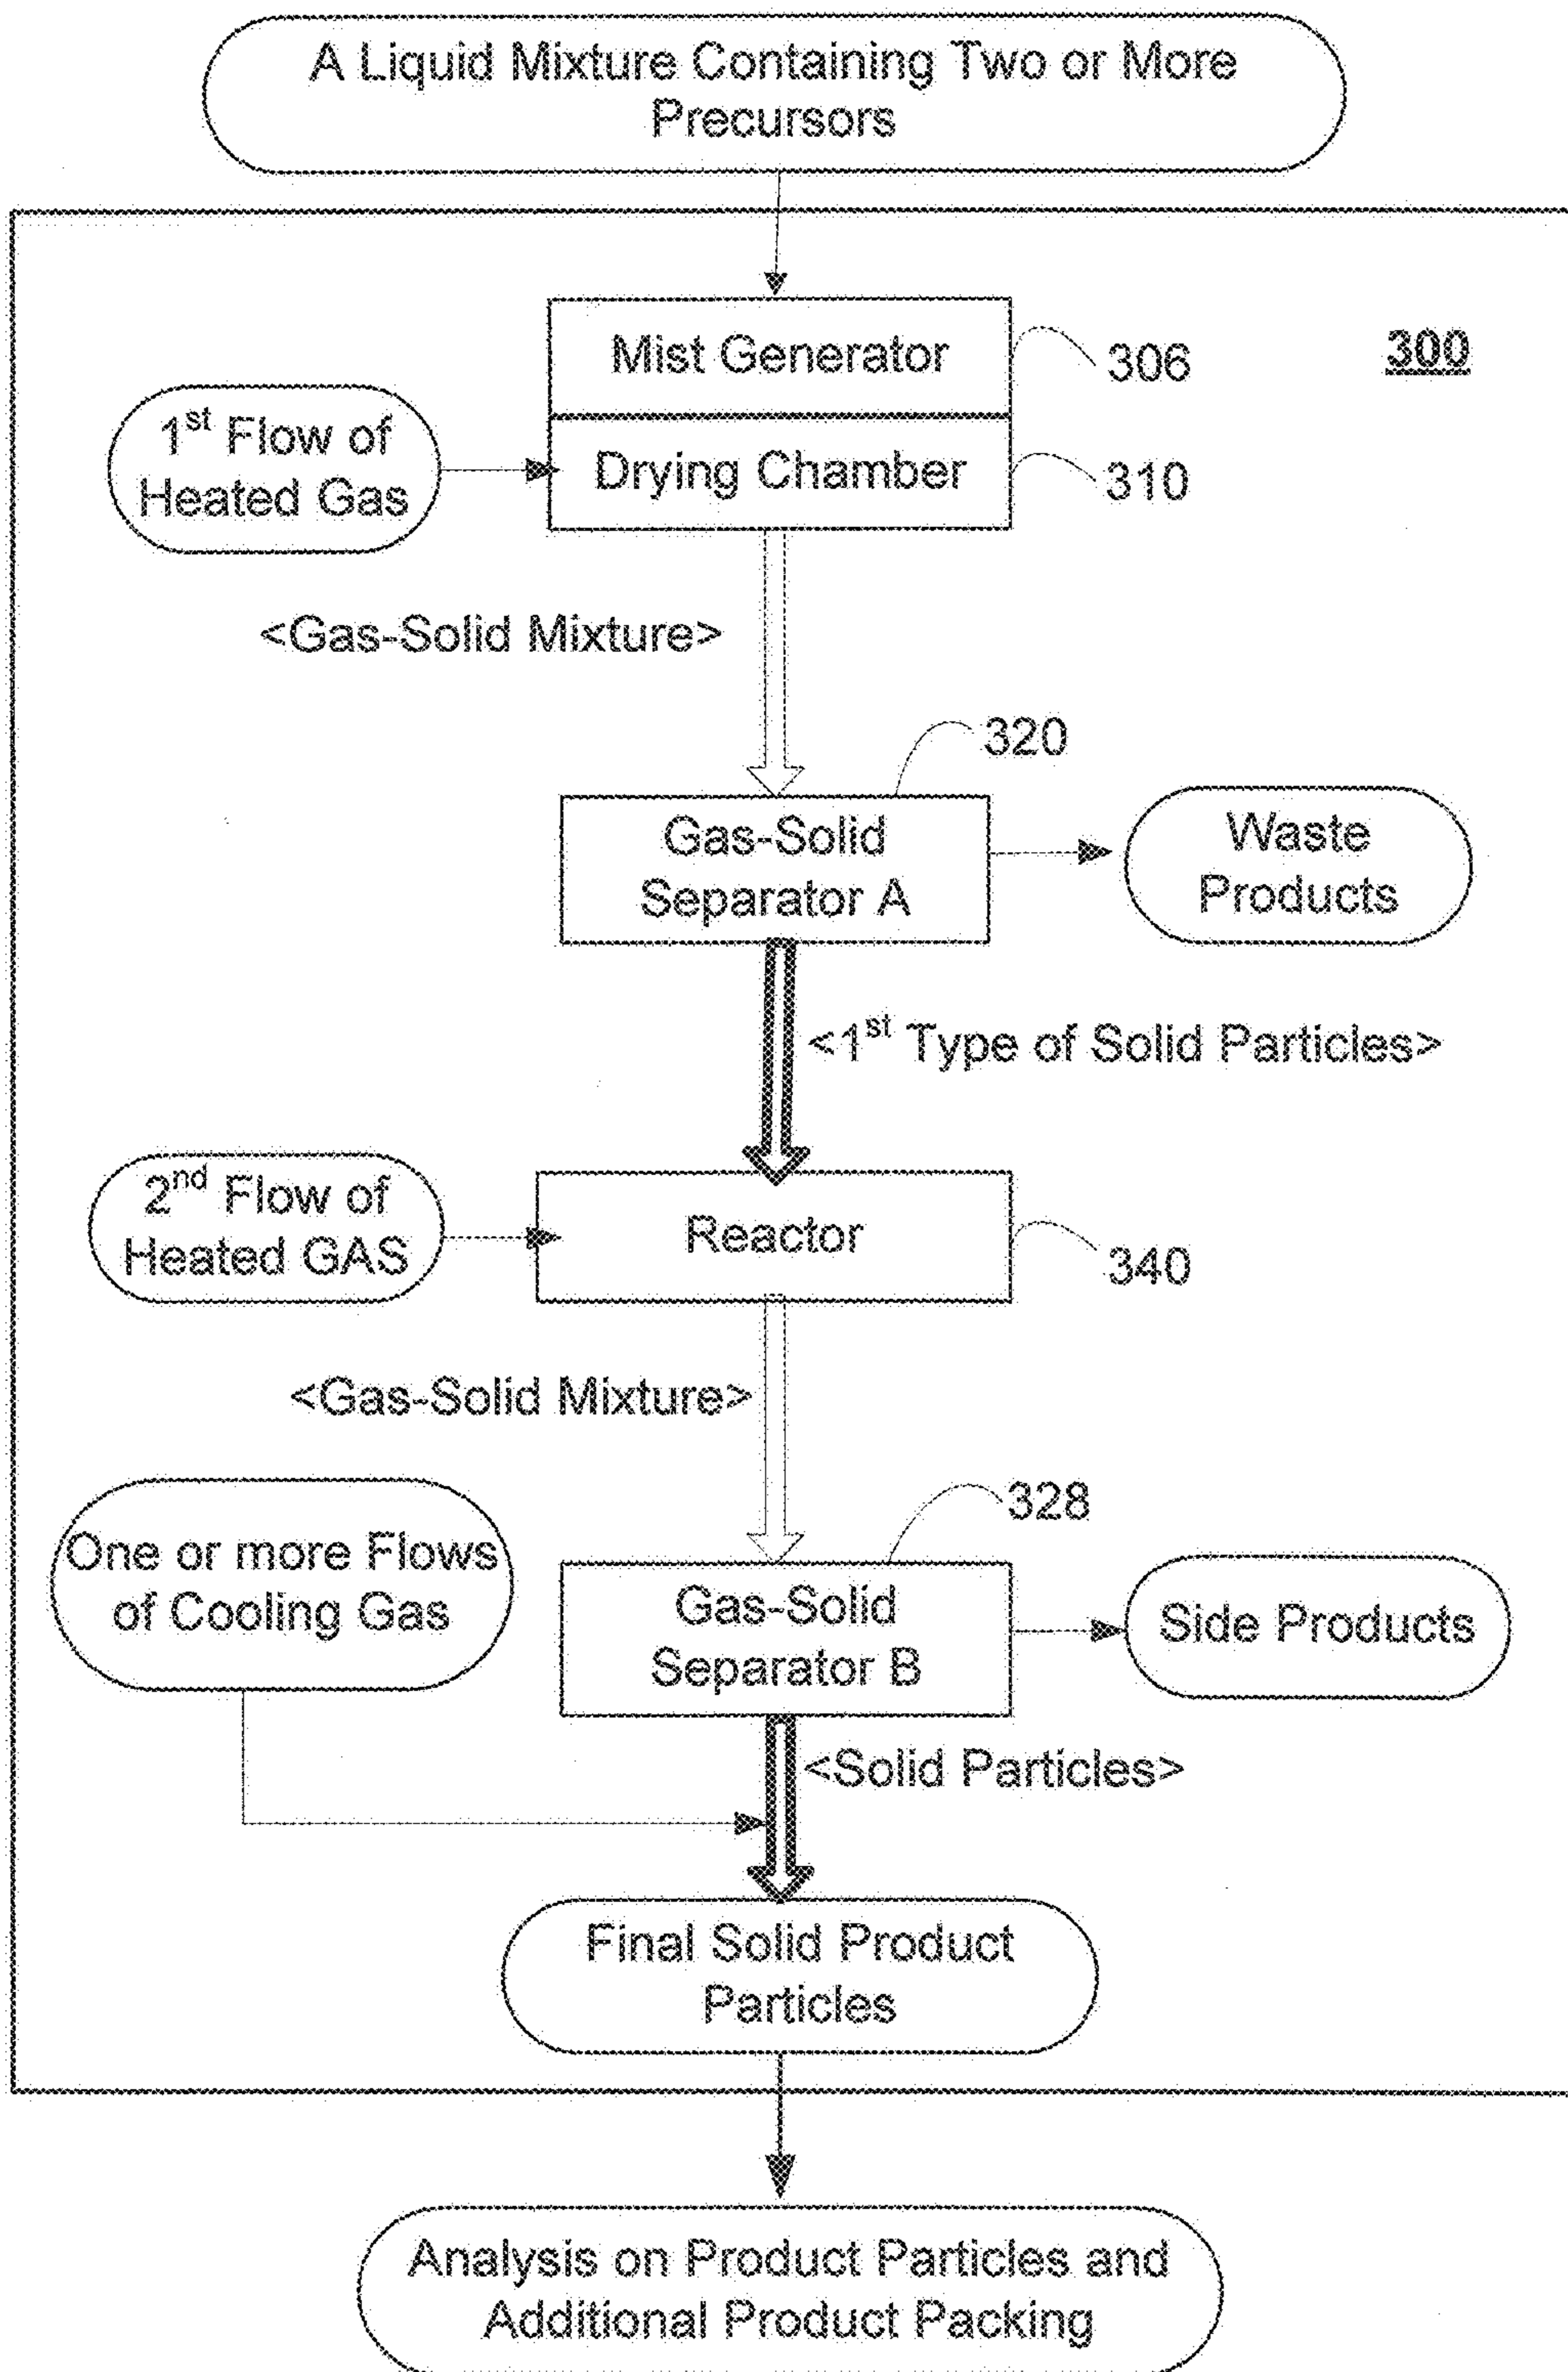 A Liquid Mixture Containing Two or More
Precursors
300
Mist Generator
306
1st Flow of
Heated Gas
Drying Chamber
310
<Gas-Solid Mixture>
320
Gas-Solid
Separator A
Waste
Products
<1st Type of Solid Particles>
2nd Flow of
Heated GAS
Reactor
340
<Gas-Solid Mixture>
328
One or more Flows
of Cooling Gas
Gas-Solid
Separator B
Side Products
<Solid Particles>
Final Solid Product
Particles
Analysis on Product Particles and
Additional Product Packing